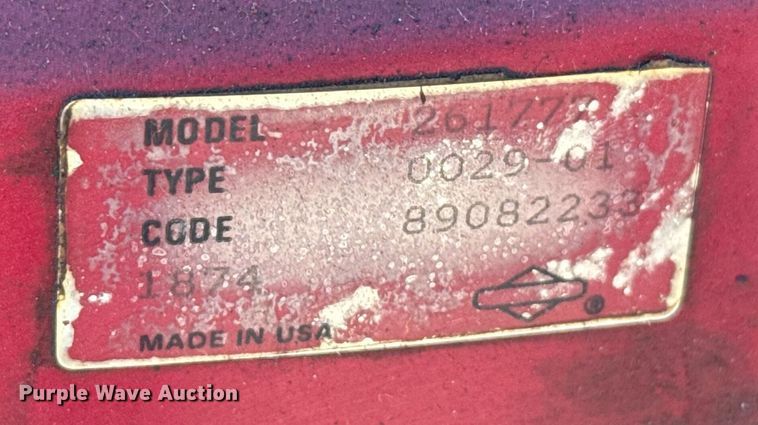 MODEL 261777
TYPE 0029-01
CODE 89082233
1874
MADE IN USA
®
Purple Wave Auction